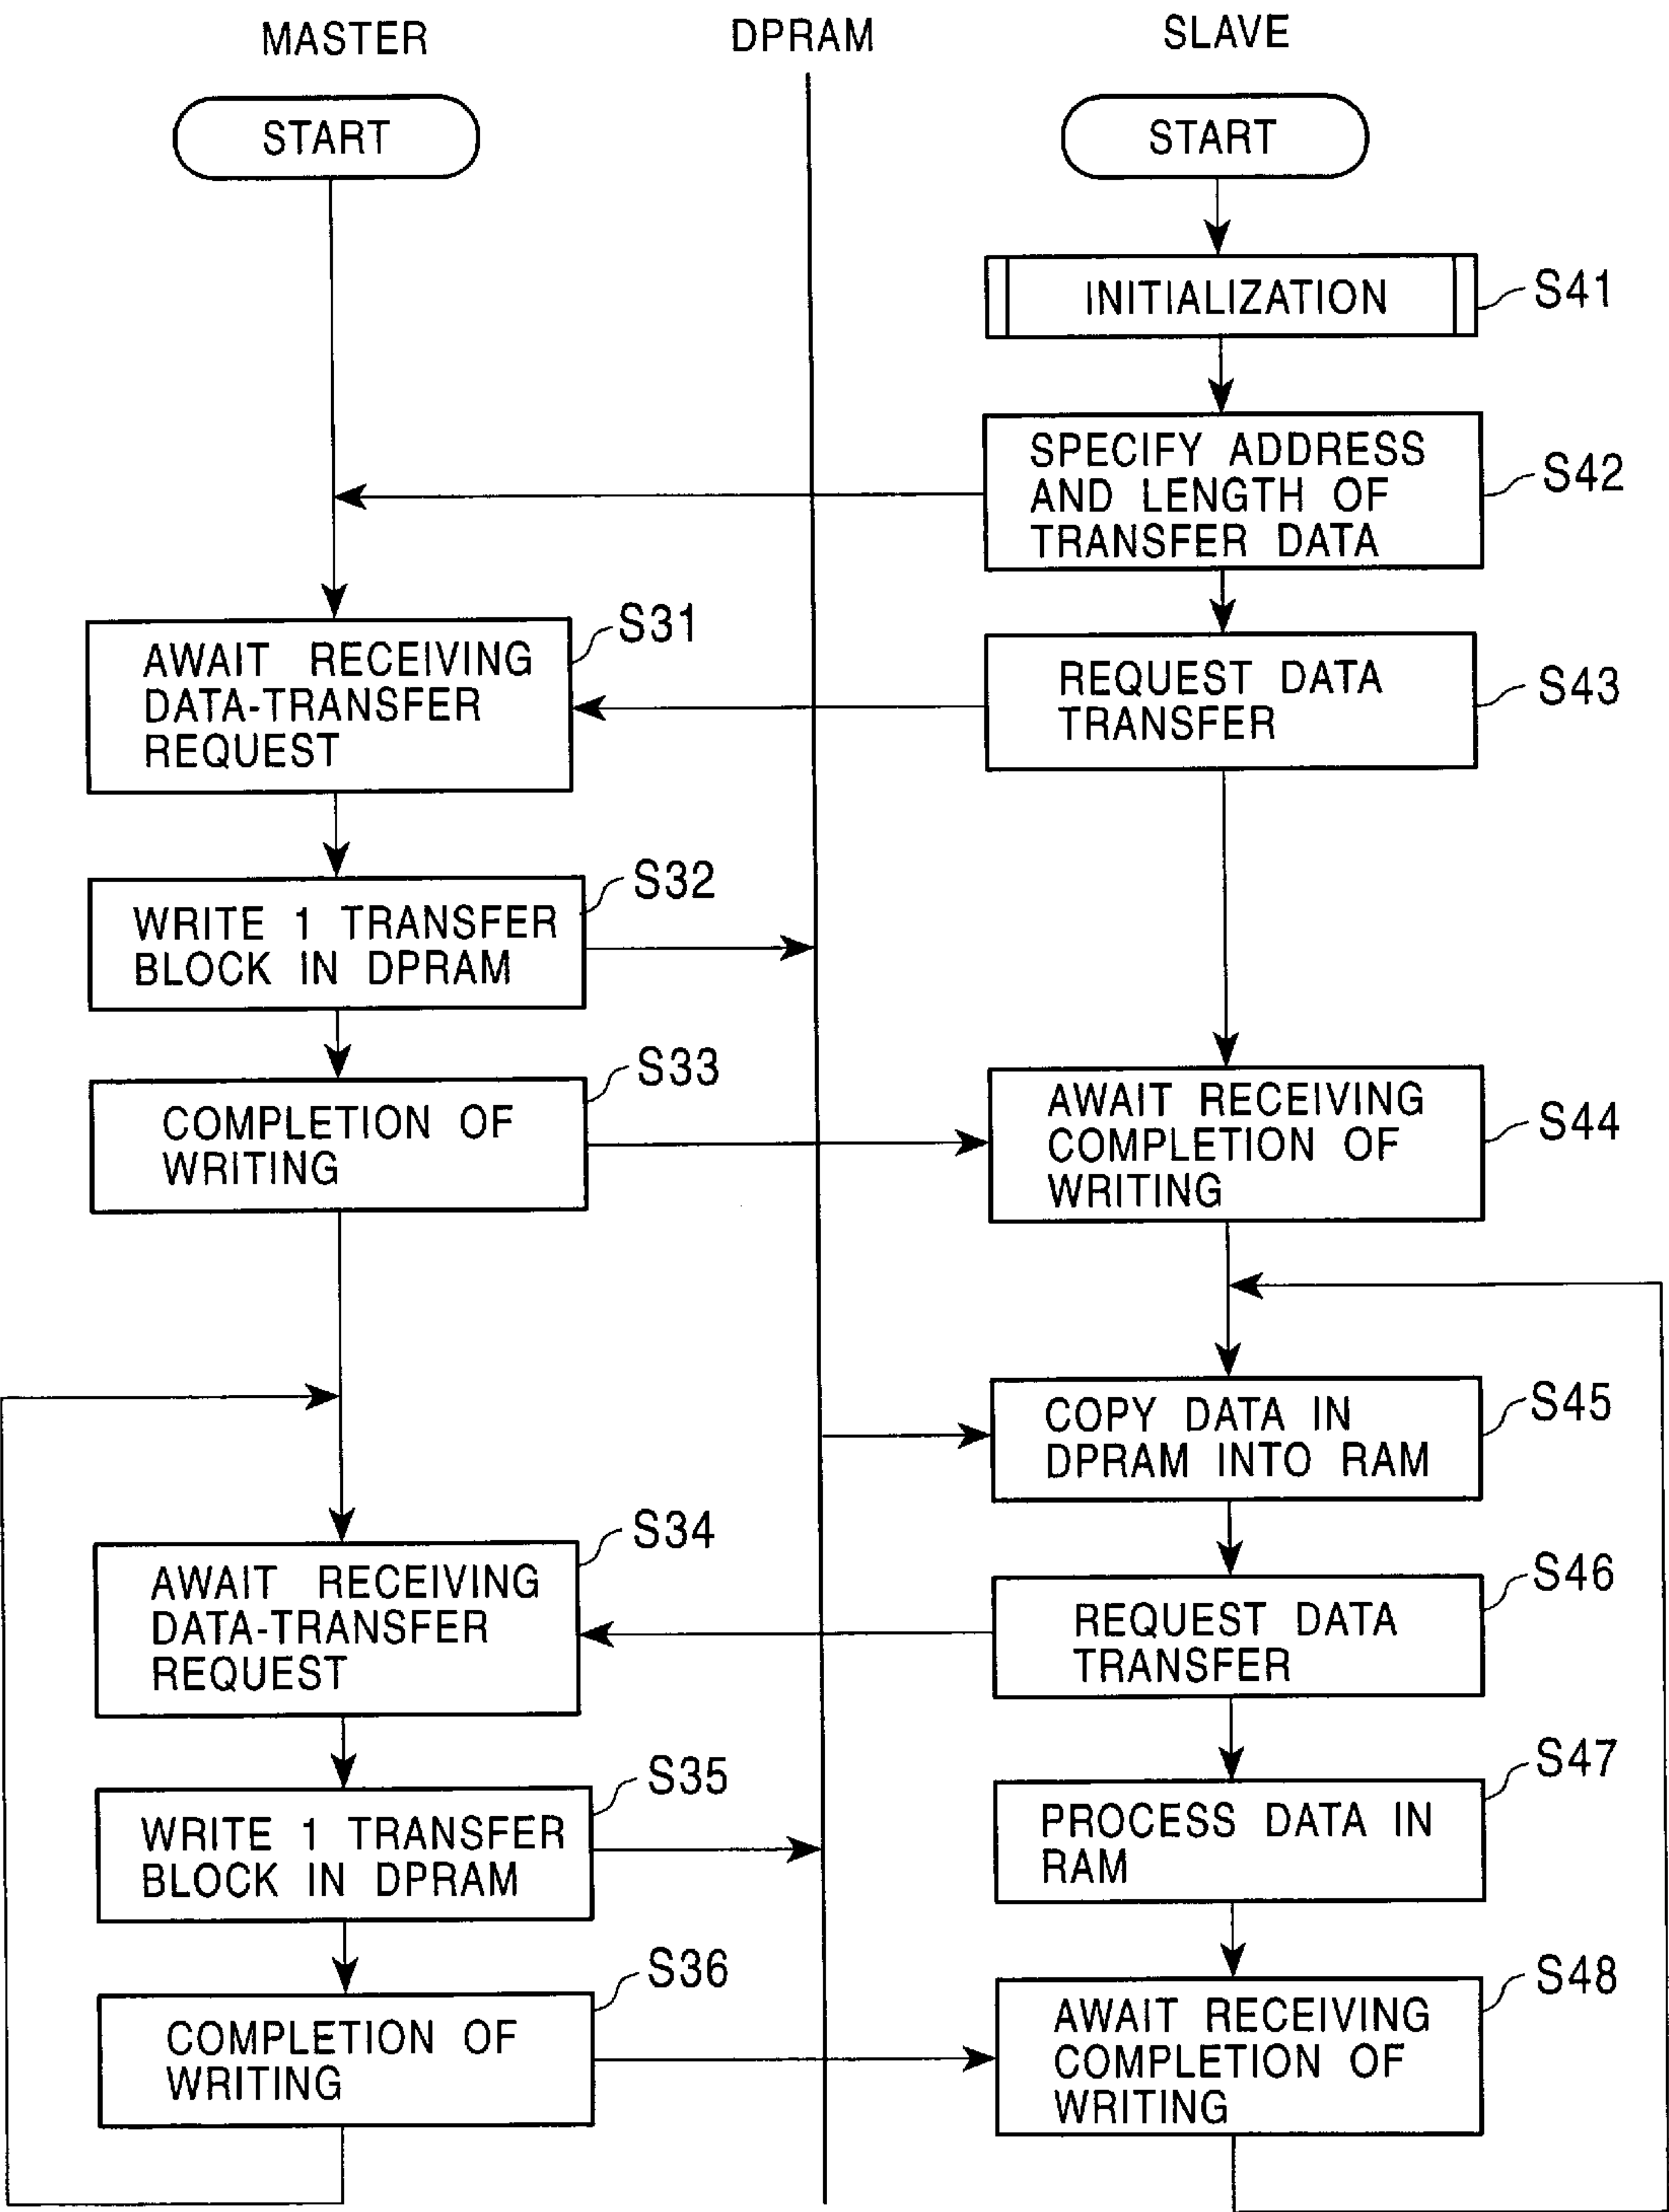 MASTER
DPRAM
SLAVE
START
START
INITIALIZATION
S41
SPECIFY ADDRESS
AND LENGTH OF
TRANSFER DATA
S42
S31
AWAIT RECEIVING
DATA-TRANSFER
REQUEST
REQUEST DATA
TRANSFER
S43
S32
WRITE 1 TRANSFER
BLOCK IN DPRAM
S33
COMPLETION OF
WRITING
AWAIT RECEIVING
COMPLETION OF
WRITING
S44
COPY DATA IN
DPRAM INTO RAM
S45
S34
AWAIT RECEIVING
DATA-TRANSFER
REQUEST
REQUEST DATA
TRANSFER
S46
S35
WRITE 1 TRANSFER
BLOCK IN DPRAM
PROCESS DATA IN
RAM
S47
S36
COMPLETION OF
WRITING
AWAIT RECEIVING
COMPLETION OF
WRITING
S48